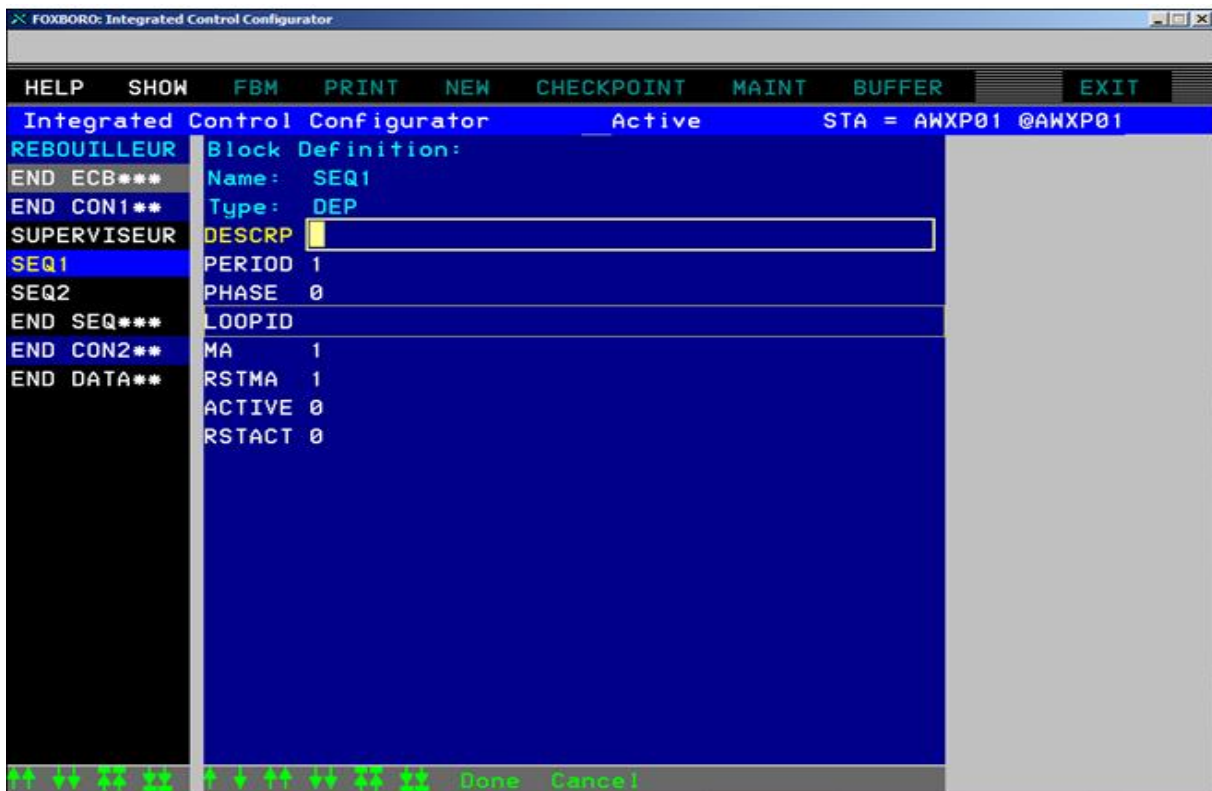 FOXBORO: Integrated Control Configurator
HELP SHOW FBM PRINT NEW CHECKPOINT MAINT BUFFER EXIT
Integrated Control Configurator __Active STA = AWXP01 @AWXP01
REBOUILLEUR Block Definition:
END ECB*** Name: SEQ1
END CON1** Type: DEP
SUPERVISEUR DESCRP
SEQ1 PERIOD 1
SEQ2 PHASE 0
END SEQ*** LOOPID
END CON2** MA 1
END DATA** RSTMA 1
ACTIVE 0
RSTACT 0
Done Cancel